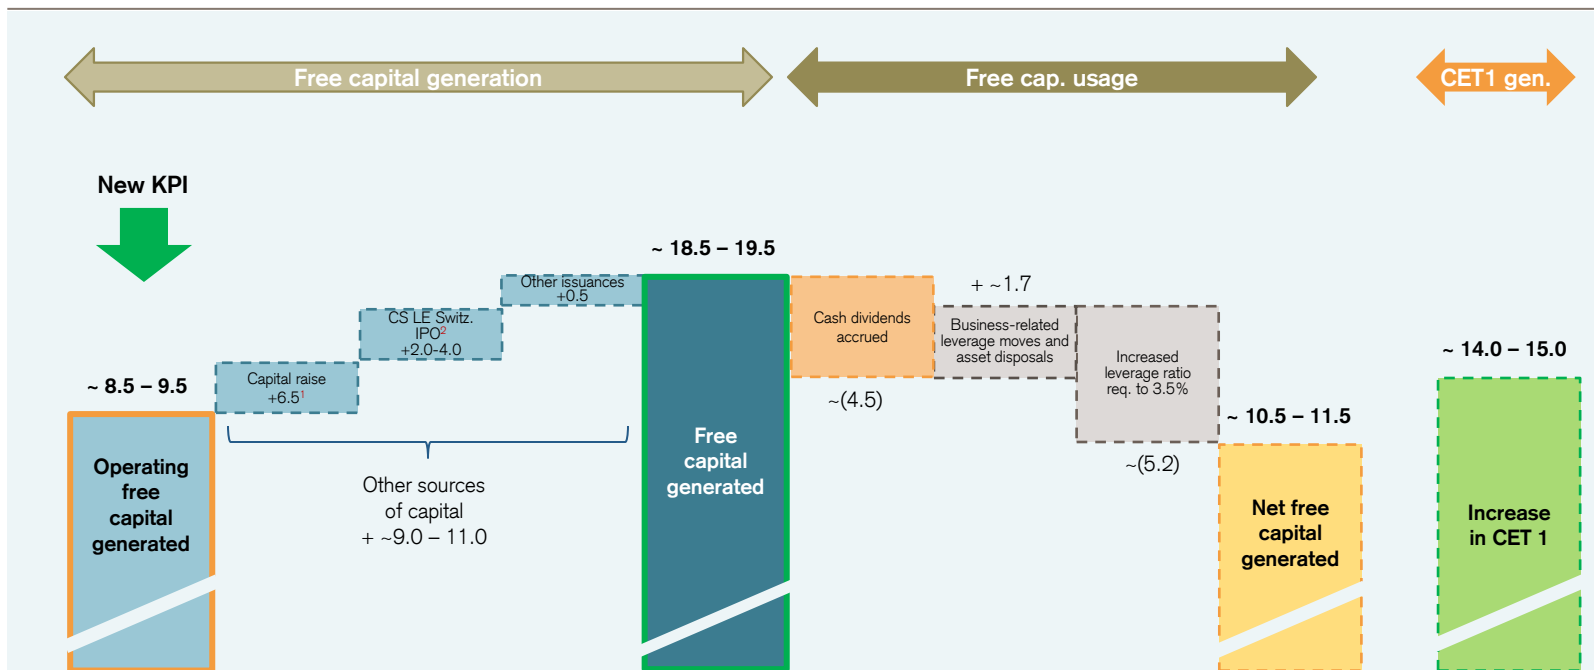 Free capital generation
Free cap. usage
CET1 gen.
New KPI
~ 8.5 – 9.5
Operating
free
capital
generated
Capital raise
+6.5¹
CS LE Switz.
IPO²
+2.0-4.0
Other issuances
+0.5
Other sources
of capital
+ ~9.0 – 11.0
~ 18.5 – 19.5
Free
capital
generated
Cash dividends
accrued
~(4.5)
+ ~1.7
Business-related
leverage moves and
asset disposals
Increased
leverage ratio
req. to 3.5%
~(5.2)
~ 10.5 – 11.5
Net free
capital
generated
~ 14.0 – 15.0
Increase
in CET 1